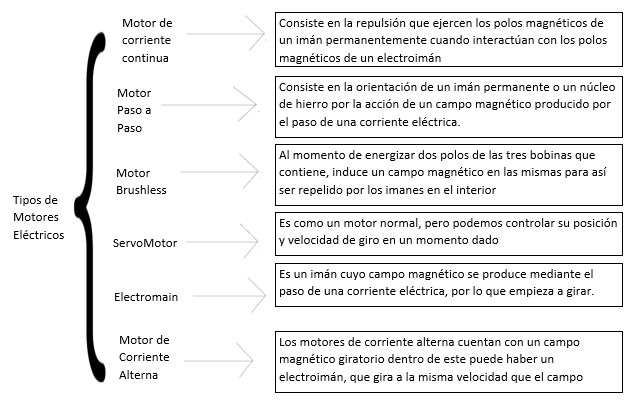 Tipos de
Motores
Eléctricos
Motor de
corriente
continua
Consiste en la repulsión que ejercen los polos magnéticos de
un imán permanentemente cuando interactúan con los polos
magnéticos de un electroimán
Motor
Paso a
Paso
Consiste en la orientación de un imán permanente o un núcleo
de hierro por la acción de un campo magnético producido por
el paso de una corriente eléctrica.
Motor
Brushless
Al momento de energizar dos polos de las tres bobinas que
contiene, induce un campo magnético en las mismas para así
ser repelido por los imanes en el interior
ServoMotor
Es como un motor normal, pero podemos controlar su posición
y velocidad de giro en un momento dado
Electromain
Es un imán cuyo campo magnético se produce mediante el
paso de una corriente eléctrica, por lo que empieza a girar.
Motor de
Corriente
Alterna
Los motores de corriente alterna cuentan con un campo
magnético giratorio dentro de este puede haber un
electroimán, que gira a la misma velocidad que el campo